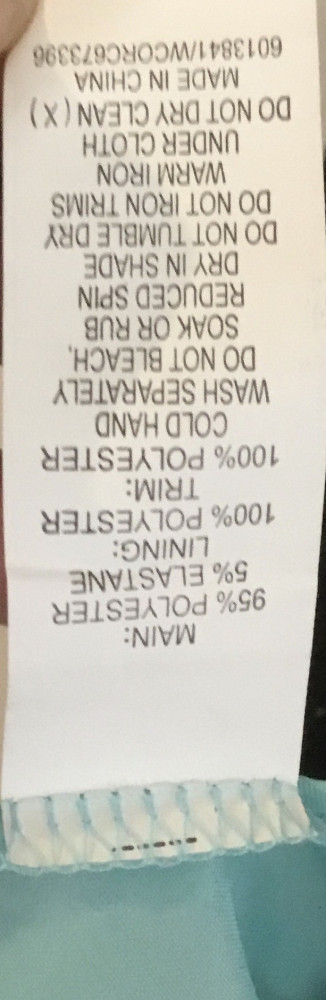 MAIN:
95% POLYESTER
5% ELASTANE
LINING:
100% POLYESTER
TRIM:
100% POLYESTER
COLD HAND
WASH SEPARATELY
DO NOT BLEACH,
SOAK OR RUB
REDUCED SPIN
DRY IN SHADE
DO NOT TUMBLE DRY
DO NOT IRON TRIMS
WARM IRON
UNDER CLOTH
DO NOT DRY CLEAN (X)
MADE IN CHINA
6013841/WCORC673396